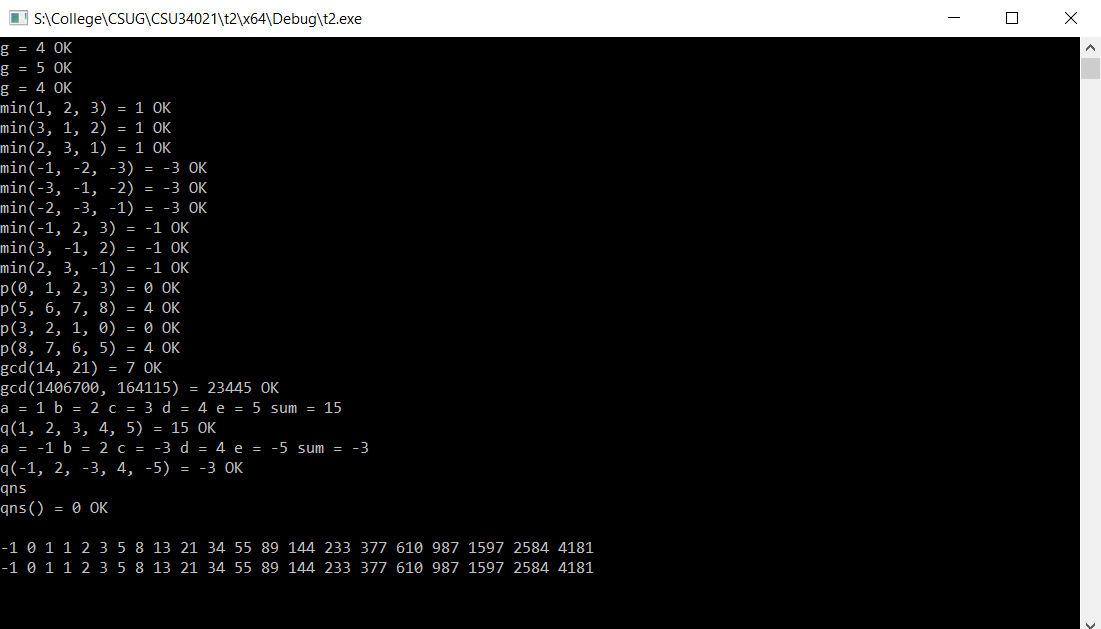 S:\College\CSUG\CSU34021\t2\x64\Debug\t2.exe
g = 4 OK
g = 5 OK
g = 4 OK
min(1, 2, 3) = 1 OK
min(3, 1, 2) = 1 OK
min(2, 3, 1) = 1 OK
min(-1, -2, -3) = -3 OK
min(-3, -1, -2) = -3 OK
min(-2, -3, -1) = -3 OK
min(-1, 2, 3) = -1 OK
min(3, -1, 2) = -1 OK
min(2, 3, -1) = -1 OK
p(0, 1, 2, 3) = 0 OK
p(5, 6, 7, 8) = 4 OK
p(3, 2, 1, 0) = 0 OK
p(8, 7, 6, 5) = 4 OK
gcd(14, 21) = 7 OK
gcd(1406700, 164115) = 23445 OK
a = 1 b = 2 c = 3 d = 4 e = 5 sum = 15
q(1, 2, 3, 4, 5) = 15 OK
a = -1 b = 2 c = -3 d = 4 e = -5 sum = -3
q(-1, 2, -3, 4, -5) = -3 OK
qns
qns() = 0 OK
-1 0 1 1 2 3 5 8 13 21 34 55 89 144 233 377 610 987 1597 2584 4181
-1 0 1 1 2 3 5 8 13 21 34 55 89 144 233 377 610 987 1597 2584 4181